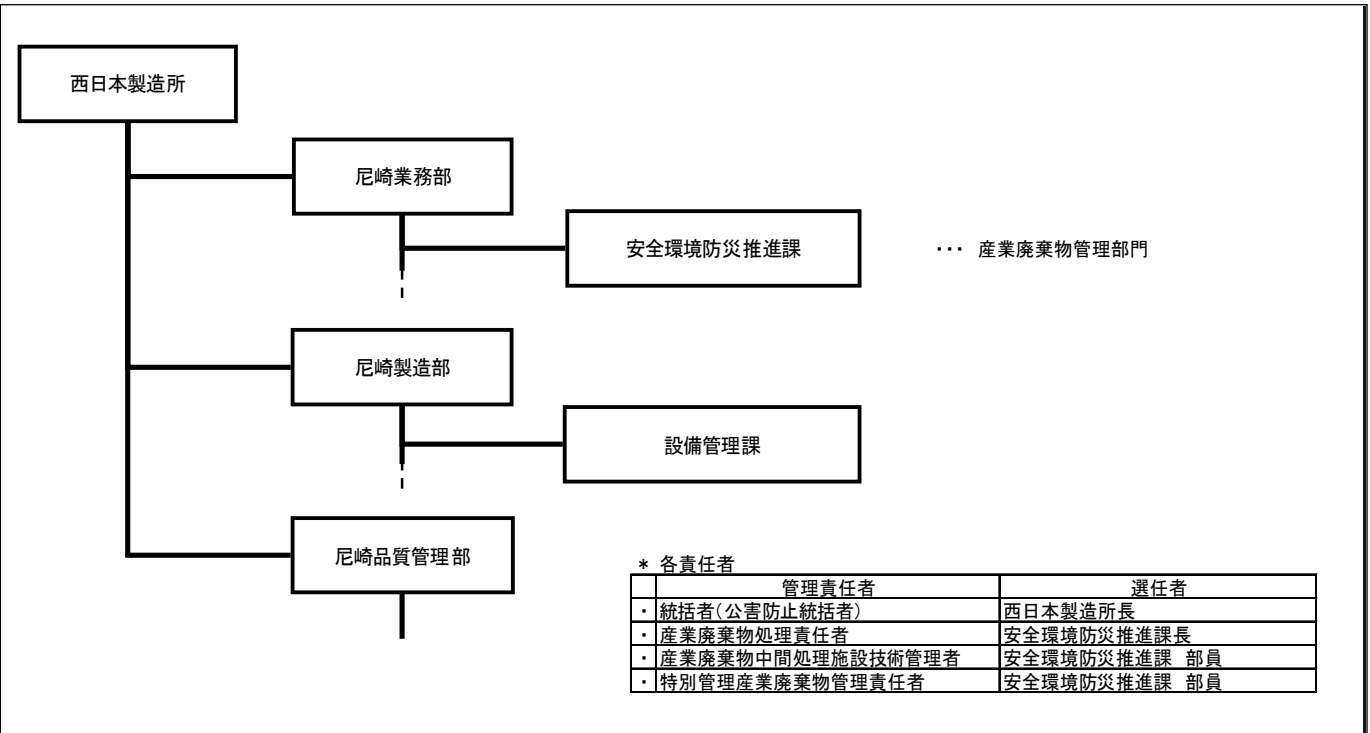 西日本製造所
尼崎業務部
安全環境防災推進課
･･･ 産業廃棄物管理部門
尼崎製造部
設備管理課
尼崎品質管理部
* 各責任者
管理責任者 選任者
・ 統括者(公害防止統括者) 西日本製造所長
・ 産業廃棄物処理責任者 安全環境防災推進課長
・ 産業廃棄物中間処理施設技術管理者 安全環境防災推進課 部員
・ 特別管理産業廃棄物管理責任者 安全環境防災推進課 部員